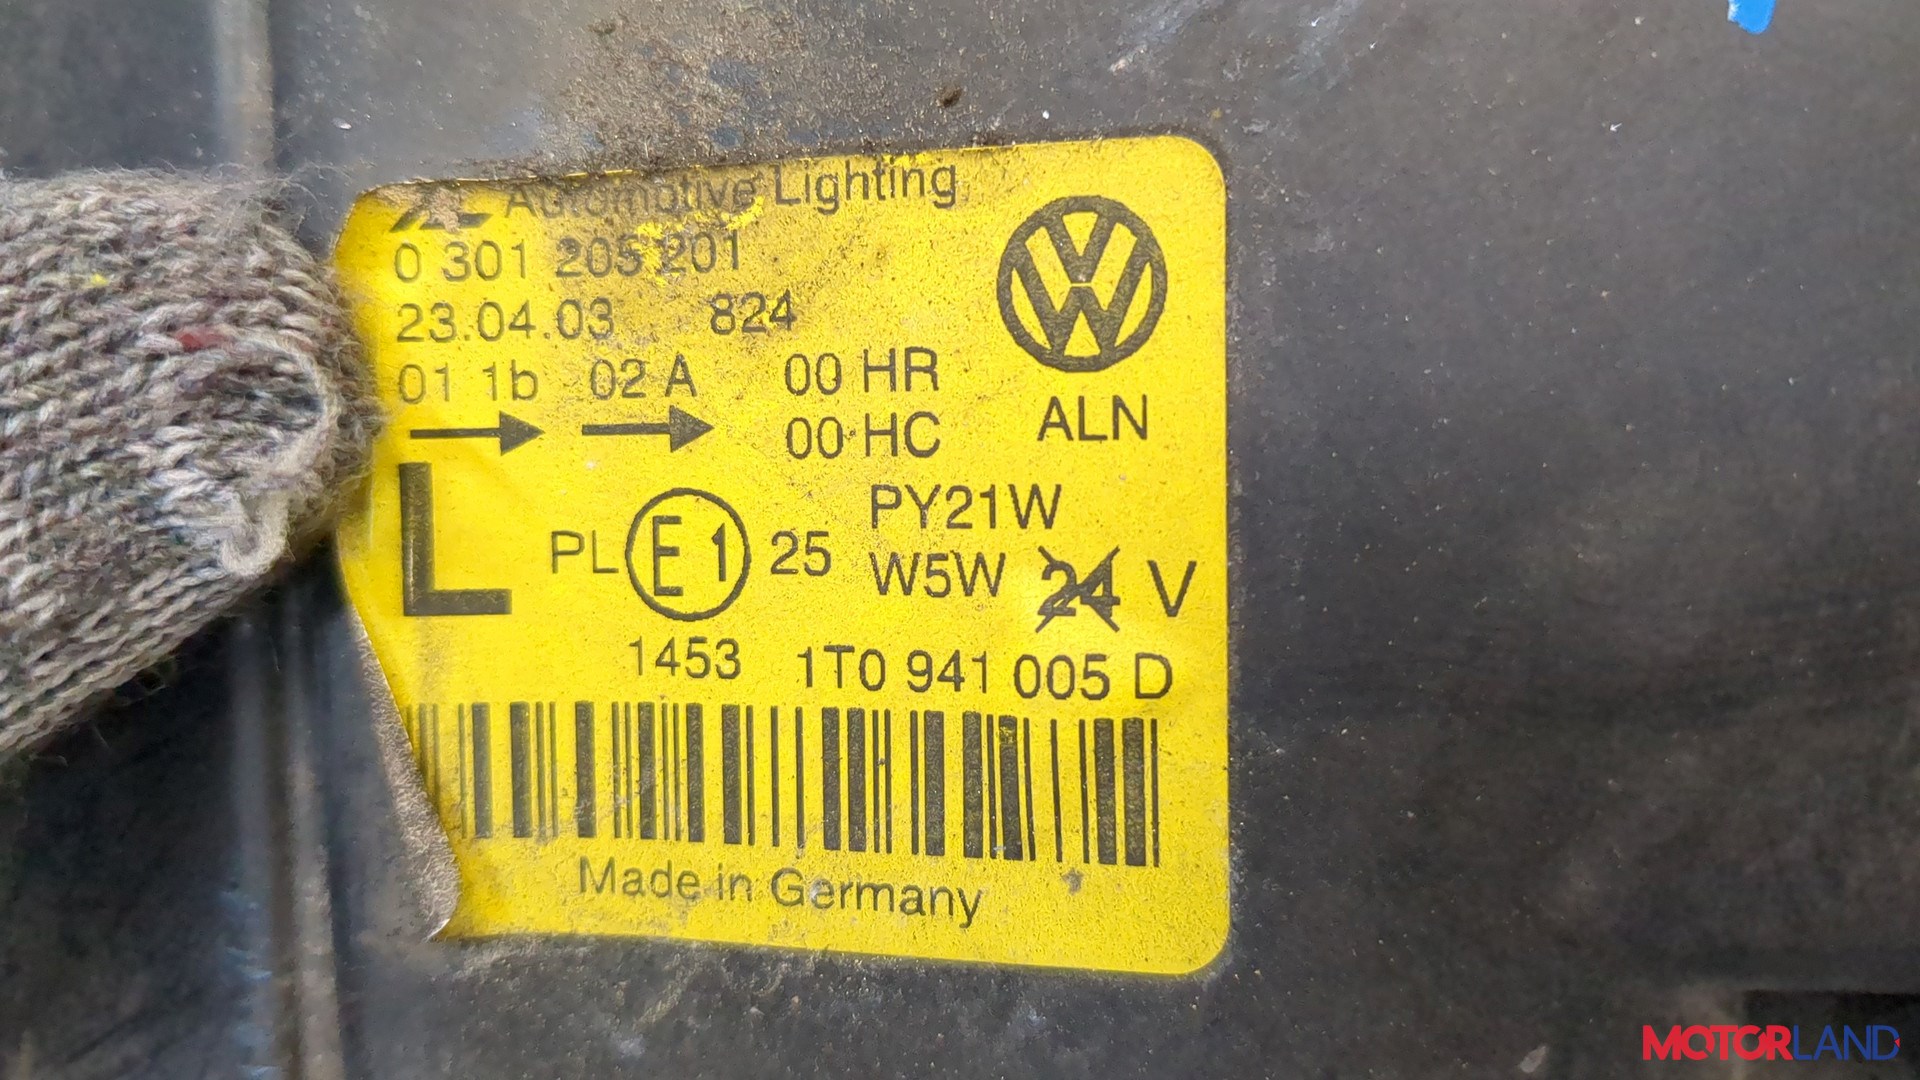 AL Automotive Lighting
0 301 205 201
23.04.03 824
01 1b 02 A 00 HR
00 HC
ALN
L
PL E1 25
PY21W
W5W 24 V
1453 1T0 941 005 D
Made in Germany
MOTORLAND